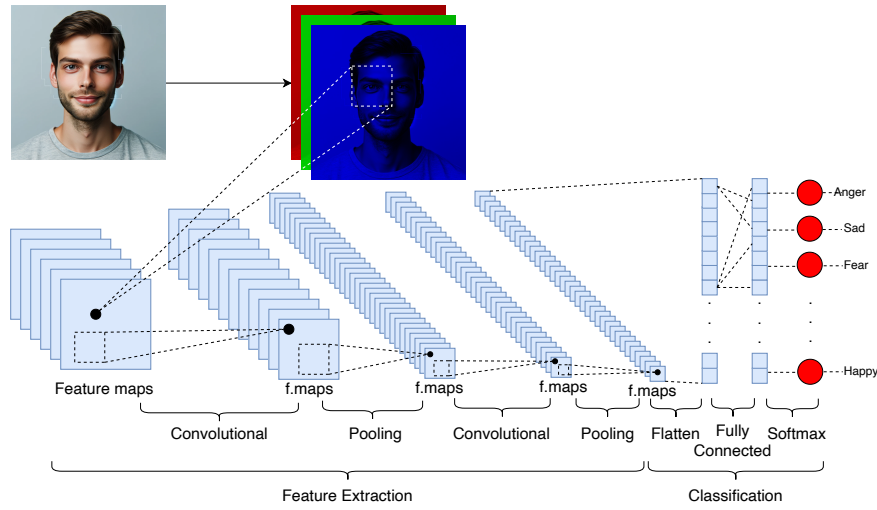 Anger
Sad
Fear
Happy
Feature maps
f.maps
f.maps
f.maps
f.maps
Convolutional
Pooling
Convolutional
Pooling
Flatten
Fully
Connected
Softmax
Feature Extraction
Classification